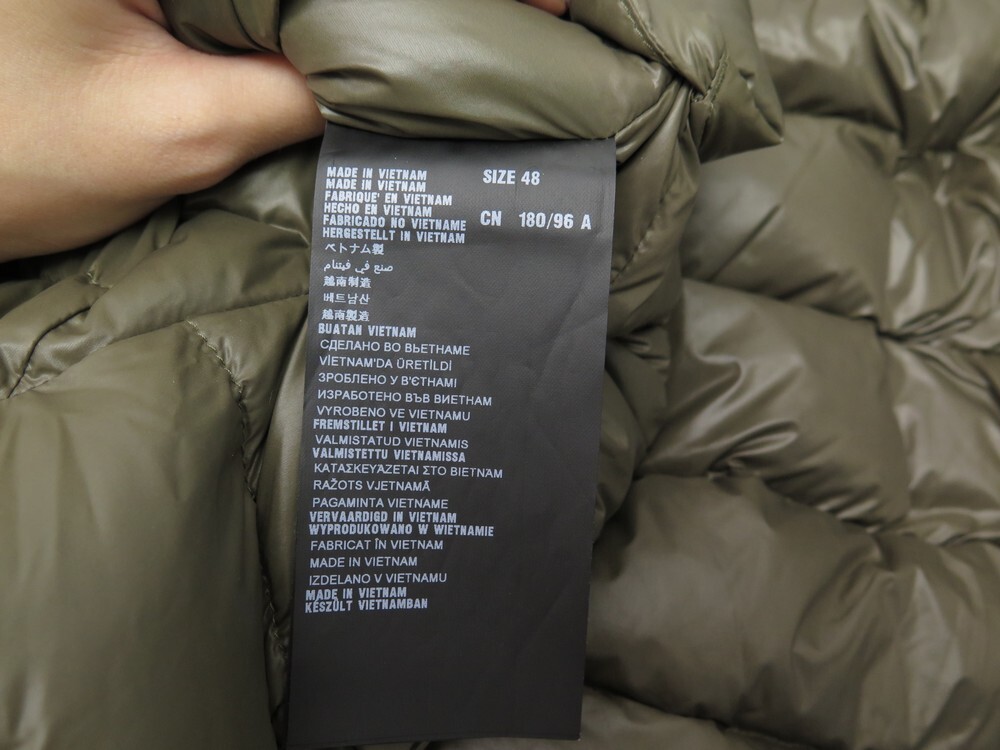 MADE IN VIETNAM
MADE IN VIETNAM
FABRIQUE' EN VIETNAM
HECHO EN VIETNAM
FABRICADO NO VIETNAME
HERGESTELLT IN VIETNAM
ベトナム製
صنع في فيتنام
越南制造
베트남산
越南製造
BUATAN VIETNAM
СДЕЛАНО ВО ВЬЕТНАМЕ
VİETNAM'DA ÜRETİLDİ
ЗРОБЛЕНО У В'ЄТНАМІ
ИЗРАБОТЕНО ВЪВ ВИЕТНАМ
VYROBENO VE VIETNAMU
FREMSTILLET I VIETNAM
VALMISTATUD VIETNAMIS
VALMISTETTU VIETNAMISSA
ΚΑΤΑΣΚΕΥΆΖΕΤΑΙ ΣΤΟ ΒΙΕΤΝΆΜ
RAŽOTS VJETNAMĀ
PAGAMINTA VIETNAME
VERVAARDIGD IN VIETNAM
WYPRODUKOWANO W WIETNAMIE
FABRICAT ÎN VIETNAM
MADE IN VIETNAM
IZDELANO V VIETNAMU
MADE IN VIETNAM
KÉSZÜLT VIETNAMBAN
SIZE 48
CN 180/96 A